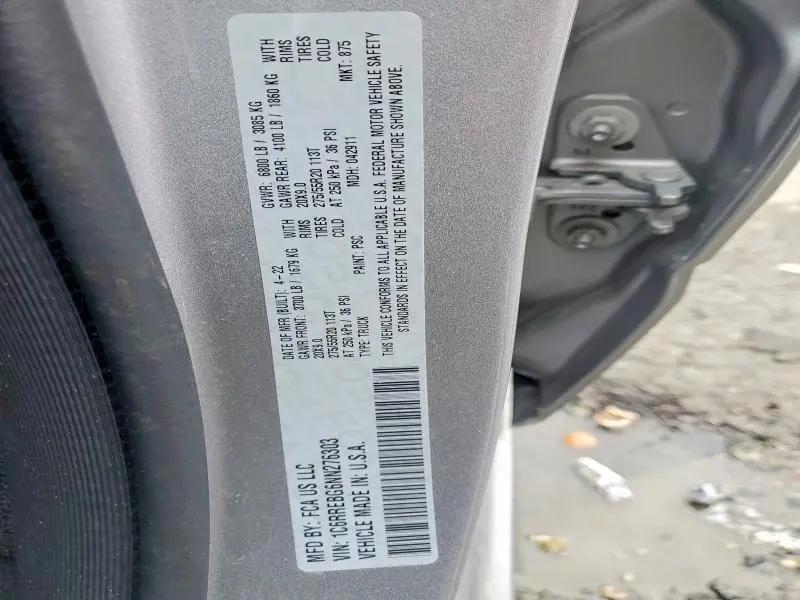 MFD BY: FCA US LLC
DATE OF MFR (BUILT): 4-22
GVWR: 6800 LB / 3085 KG
GAWR FRONT: 3700 LB / 1679 KG WITH
GAWR REAR: 4100 LB / 1860 KG WITH
20X9.0 RIMS
20X9.0 RIMS
275/55R20 113T TIRES
275/55R20 113T TIRES
AT 250 kPa / 36 PSI COLD
AT 250 kPa / 36 PSI COLD
VIN: 1C6RREBG6NN276303
TYPE: TRUCK
PAINT: PSC
MDH: 042911
MKT: 875
VEHICLE MADE IN: U.S.A.
THIS VEHICLE CONFORMS TO ALL APPLICABLE U.S.A. FEDERAL MOTOR VEHICLE SAFETY
STANDARDS IN EFFECT ON THE DATE OF MANUFACTURE SHOWN ABOVE.